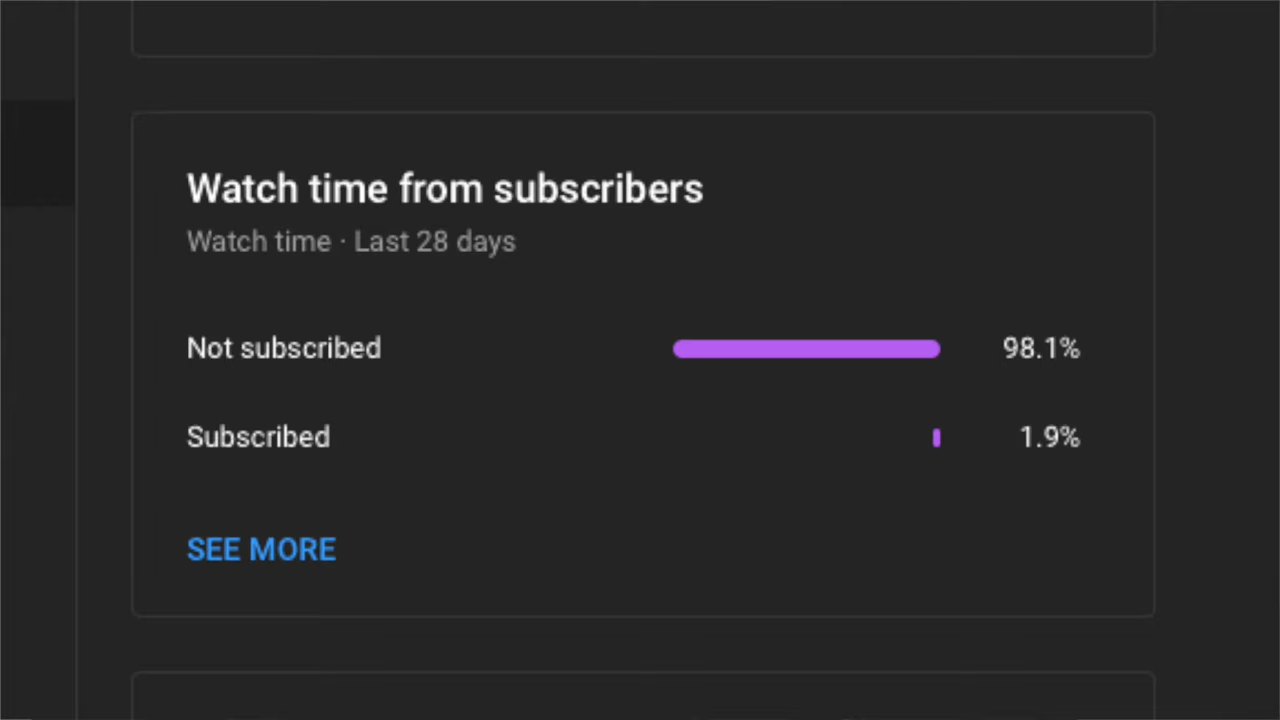 Watch time from subscribers
Watch time · Last 28 days
Not subscribed 98.1%
Subscribed 1.9%
SEE MORE